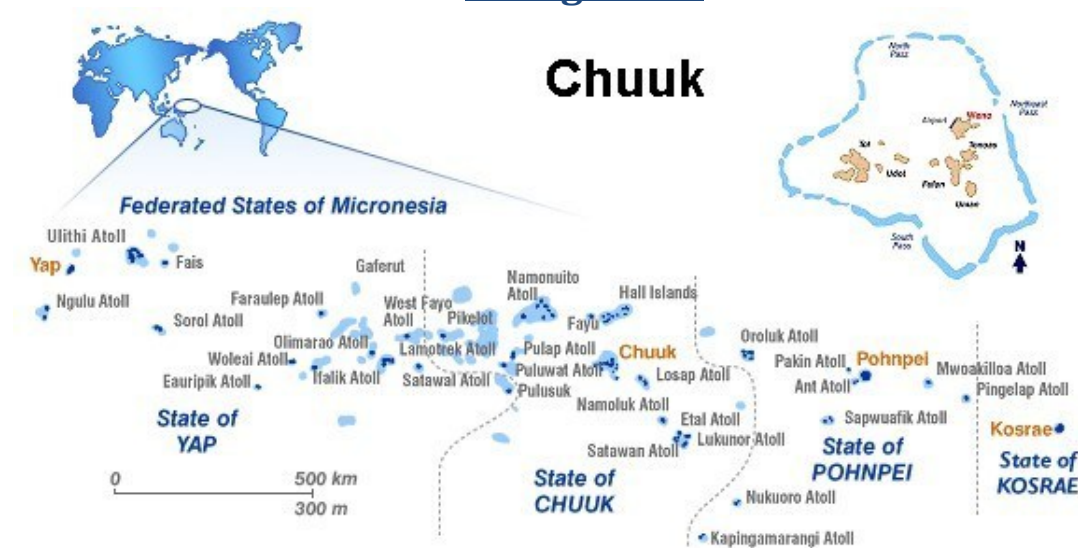 Chuuk
North
Pass
Northeast
Pass
Airport
Weno
Tonoas
Tol
Udot
Fefan
Uman
South
Pass
N
Federated States of Micronesia
Ulithi Atoll
Yap
Fais
Ngulu Atoll
Sorol Atoll
Gaferut
Faraulep Atoll
West Fayo
Atoll
Pikelot
Namonuito
Atoll
Hall Islands
Fayu
Olimarao Atoll
Woleai Atoll
Lamotrek Atoll
Pulap Atoll
Chuuk
Eauripik Atoll
Ifalik Atoll
Satawal Atoll
Puluwat Atoll
Pulusuk
Losap Atoll
Namoluk Atoll
Etal Atoll
Satawan Atoll
Lukunor Atoll
Oroluk Atoll
Pakin Atoll
Pohnpei
Ant Atoll
Mwoakilloa Atoll
Pingelap Atoll
Sapwuafik Atoll
Kosrae
State of
YAP
State of
CHUUK
State of
POHNPEI
State of
KOSRAE
Nukuoro Atoll
Kapingamarangi Atoll
0
500 km
300 m